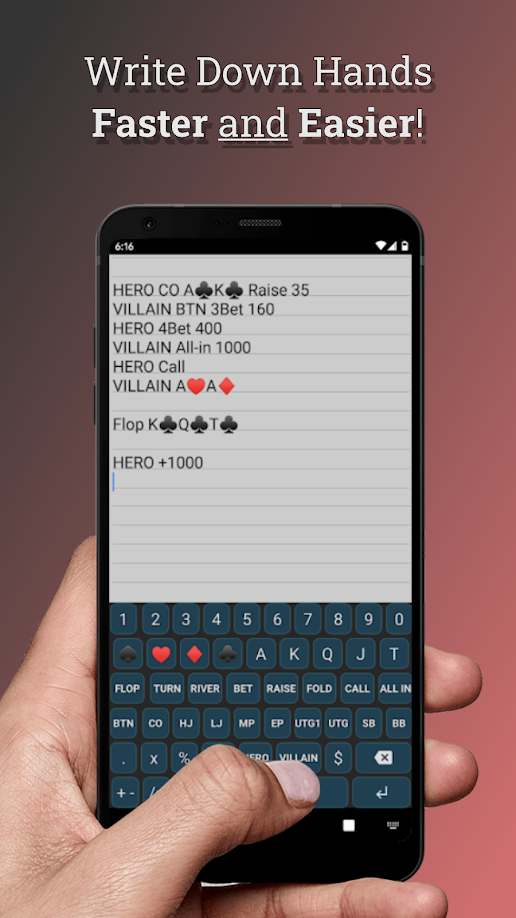 Write Down Hands
Faster and Easier!
6:16
HERO CO A♣K♣ Raise 35
VILLAIN BTN 3Bet 160
HERO 4Bet 400
VILLAIN All-in 1000
HERO Call
VILLAIN A♥A♦
Flop K♣Q♣T♣
HERO +1000
1 2 3 4 5 6 7 8 9 0
♠ ♥ ♦ ♣ A K Q J T
FLOP TURN RIVER BET RAISE FOLD CALL ALL IN
BTN CO HJ LJ MP EP UTG1 UTG SB BB
. x % HERO VILLAIN $
+ - /